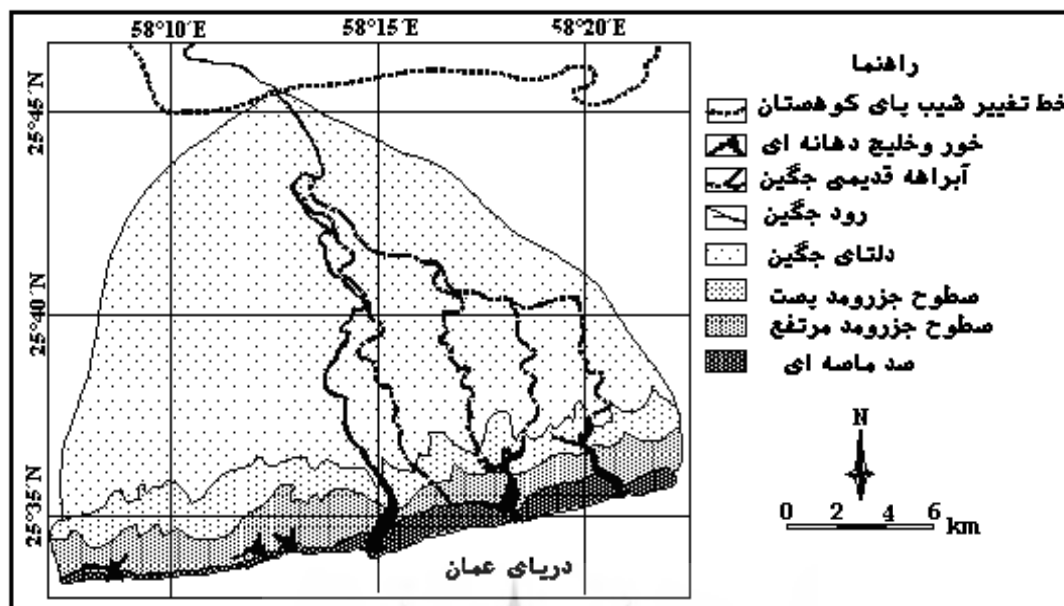 58°10′E 58°15′E 58°20′E
25°45′N
25°40′N
25°35′N
دریای عمان
راهنما
خط تغییر شیب پای کوهستان
خور وخلیج دهانه ای
آبراهه قدیمی جگین
رود جگین
دلتای جگین
سطوح جزرومد پست
سطوح جزرومد مرتفع
سد ماسه ای
N
0 2 4 6
km